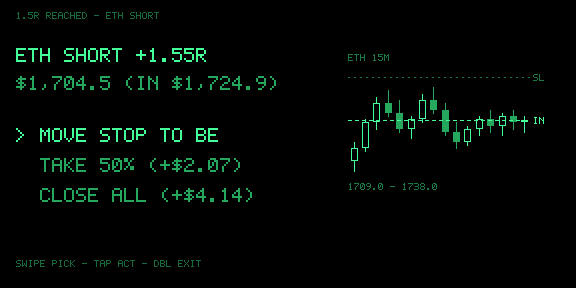 1.5R REACHED - ETH SHORT
ETH SHORT +1.55R
$1,704.5 (IN $1,724.9)
> MOVE STOP TO BE
TAKE 50% (+$2.07)
CLOSE ALL (+$4.14)
ETH 15M
SL
IN
1709.0 - 1738.0
SWIPE PICK - TAP ACT - DBL EXIT